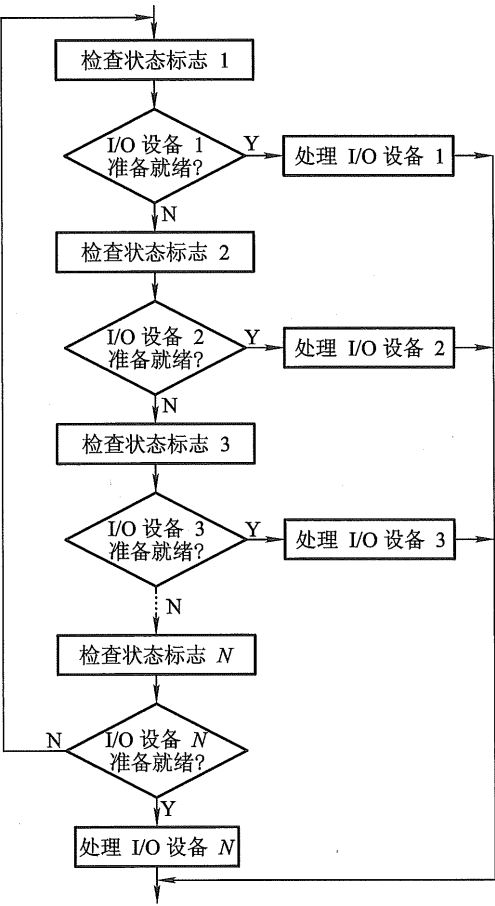 检查状态标志 1
I/O 设备 1
准备就绪?
Y
处理 I/O 设备 1
N
检查状态标志 2
I/O 设备 2
准备就绪?
Y
处理 I/O 设备 2
N
检查状态标志 3
I/O 设备 3
准备就绪?
Y
处理 I/O 设备 3
N
检查状态标志 N
N
I/O 设备 N
准备就绪?
Y
处理 I/O 设备 N